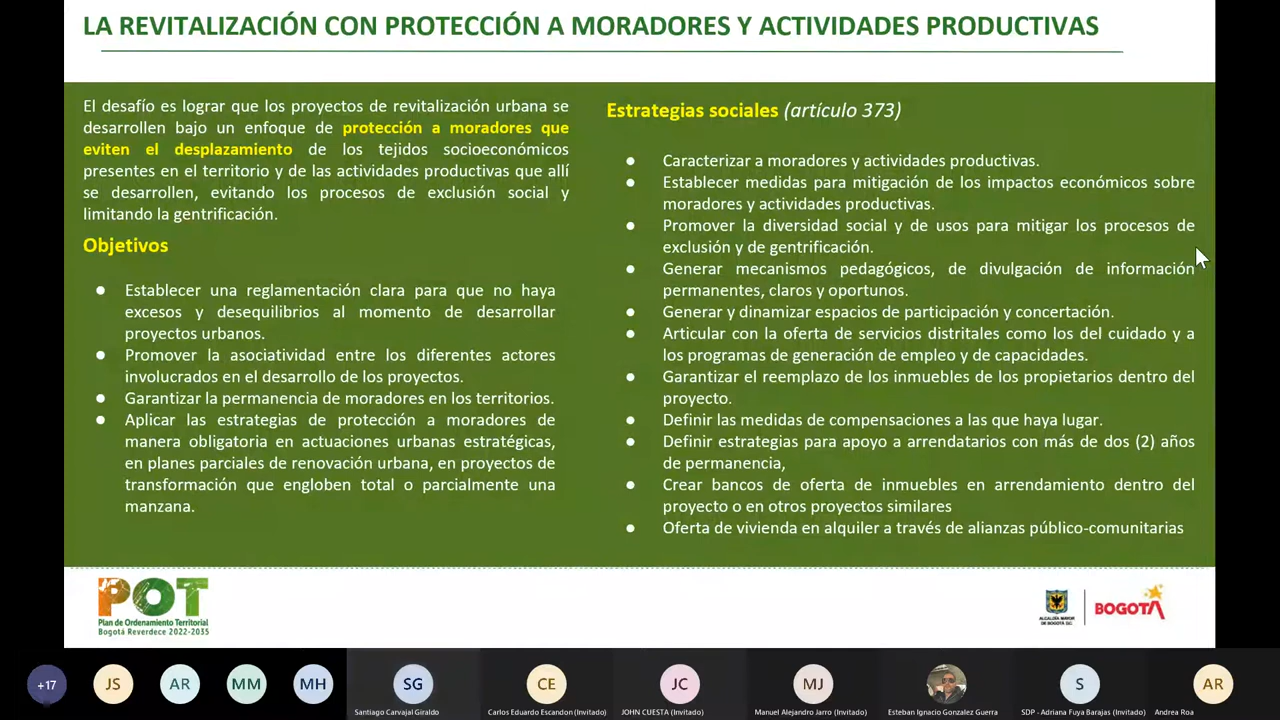 LA REVITALIZACIÓN CON PROTECCIÓN A MORADORES Y ACTIVIDADES PRODUCTIVAS
El desafío es lograr que los proyectos de revitalización urbana se
desarrollen bajo un enfoque de protección a moradores que
eviten el desplazamiento de los tejidos socioeconómicos
presentes en el territorio y de las actividades productivas que allí
se desarrollen, evitando los procesos de exclusión social y
limitando la gentrificación.
Objetivos
● Establecer una reglamentación clara para que no haya
excesos y desequilibrios al momento de desarrollar
proyectos urbanos.
● Promover la asociatividad entre los diferentes actores
involucrados en el desarrollo de los proyectos.
● Garantizar la permanencia de moradores en los territorios.
● Aplicar las estrategias de protección a moradores de
manera obligatoria en actuaciones urbanas estratégicas,
en planes parciales de renovación urbana, en proyectos de
transformación que engloben total o parcialmente una
manzana.
Estrategias sociales (artículo 373)
● Caracterizar a moradores y actividades productivas.
● Establecer medidas para mitigación de los impactos económicos sobre
moradores y actividades productivas.
● Promover la diversidad social y de usos para mitigar los procesos de
exclusión y de gentrificación.
● Generar mecanismos pedagógicos, de divulgación de información
permanentes, claros y oportunos.
● Generar y dinamizar espacios de participación y concertación.
● Articular con la oferta de servicios distritales como los del cuidado y a
los programas de generación de empleo y de capacidades.
● Garantizar el reemplazo de los inmuebles de los propietarios dentro del
proyecto.
● Definir las medidas de compensaciones a las que haya lugar.
● Definir estrategias para apoyo a arrendatarios con más de dos (2) años
de permanencia,
● Crear bancos de oferta de inmuebles en arrendamiento dentro del
proyecto o en otros proyectos similares
● Oferta de vivienda en alquiler a través de alianzas público-comunitarias
POT
Plan de Ordenamiento Territorial
Bogotá Reverdece 2022-2035
ALCALDÍA MAYOR
DE BOGOTÁ D.C.
BOGOTÁ
+17
JS
AR
MM
MH
SG
Santiago Carvajal Giraldo
CE
Carlos Eduardo Escandon (Invitado)
JC
JOHN CUESTA (Invitado)
MJ
Manuel Alejandro Jarro (Invitado)
Esteban Ignacio Gonzalez Guerra
S
SDP - Adriana Fuya Barajas (Invitado)
AR
Andrea Roa